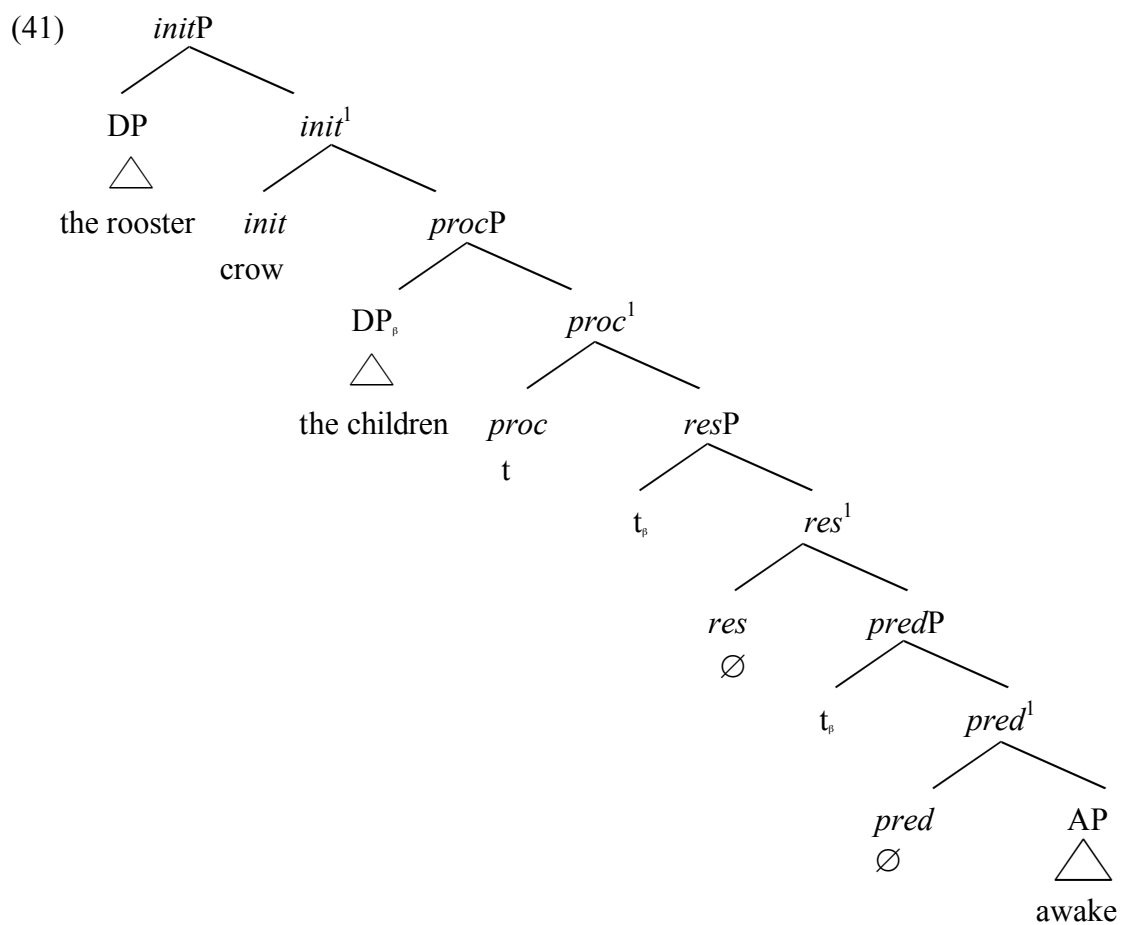 (41) initP
DP init¹
the rooster init procP
crow
DPᵦ proc¹
the children proc resP
t
tᵦ res¹
res predP
∅
tᵦ pred¹
pred AP
∅
awake